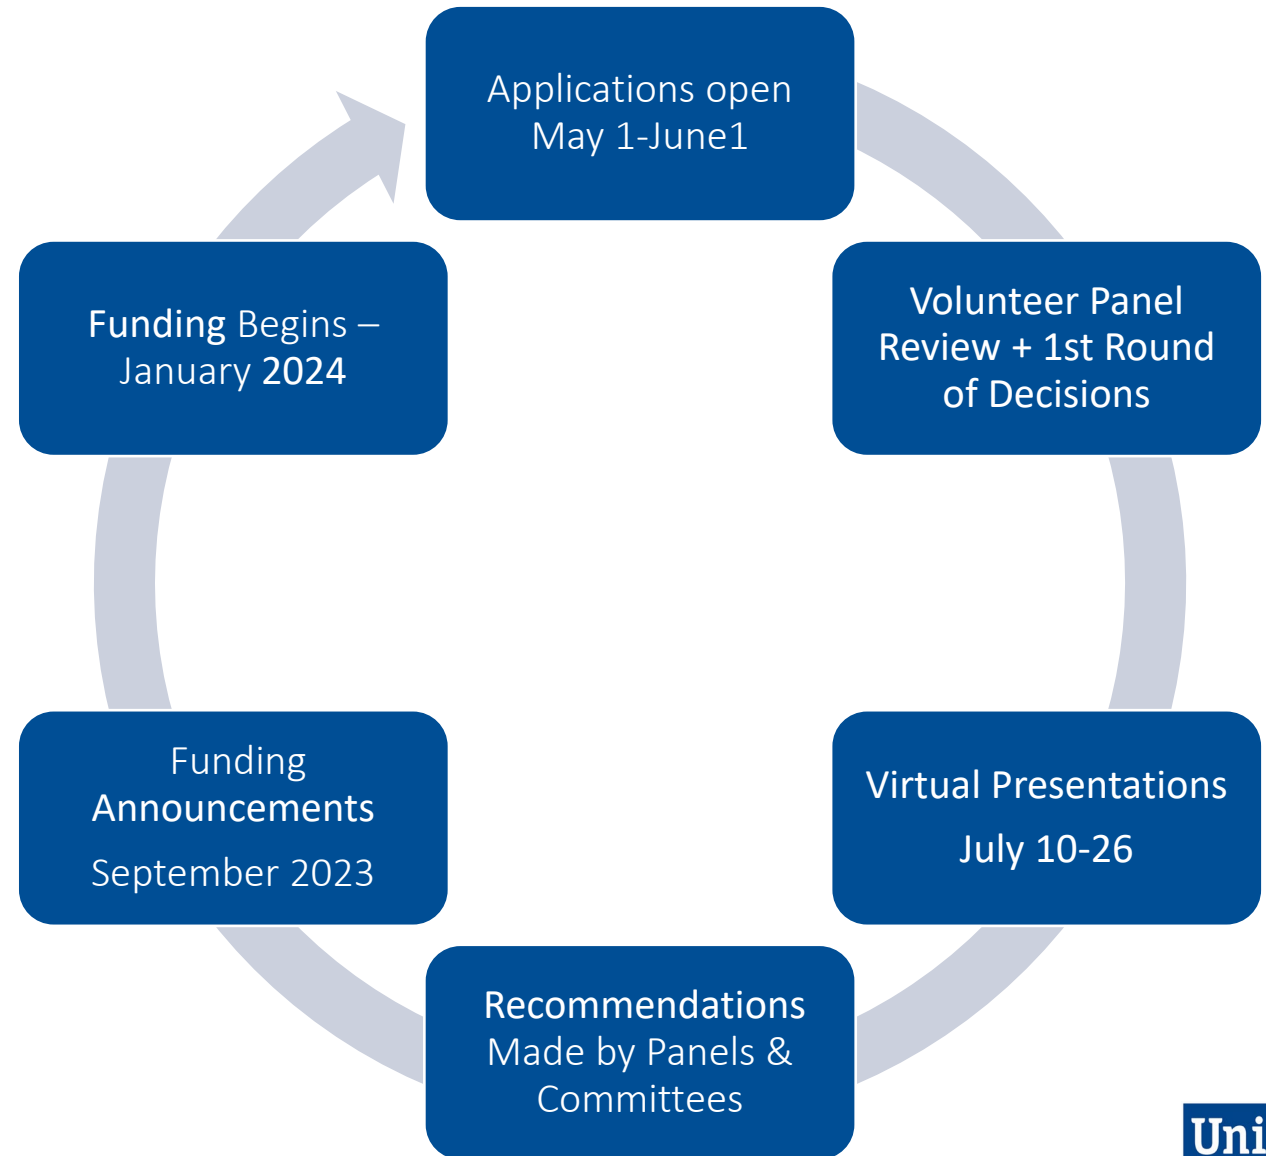 Applications open
May 1-June1
Volunteer Panel
Review + 1st Round
of Decisions
Virtual Presentations
July 10-26
Recommendations
Made by Panels &
Committees
Funding
Announcements
September 2023
Funding Begins –
January 2024
Uni